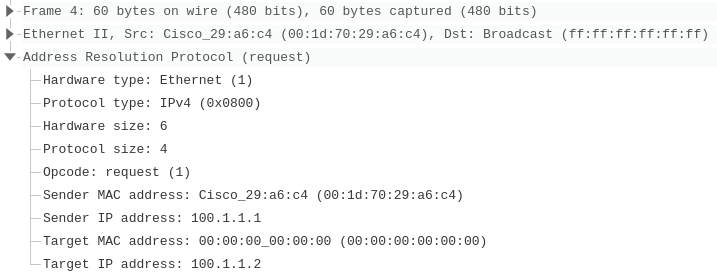 Frame 4: 60 bytes on wire (480 bits), 60 bytes captured (480 bits)
Ethernet II, Src: Cisco_29:a6:c4 (00:1d:70:29:a6:c4), Dst: Broadcast (ff:ff:ff:ff:ff:ff)
Address Resolution Protocol (request)
Hardware type: Ethernet (1)
Protocol type: IPv4 (0x0800)
Hardware size: 6
Protocol size: 4
Opcode: request (1)
Sender MAC address: Cisco_29:a6:c4 (00:1d:70:29:a6:c4)
Sender IP address: 100.1.1.1
Target MAC address: 00:00:00_00:00:00 (00:00:00:00:00:00)
Target IP address: 100.1.1.2